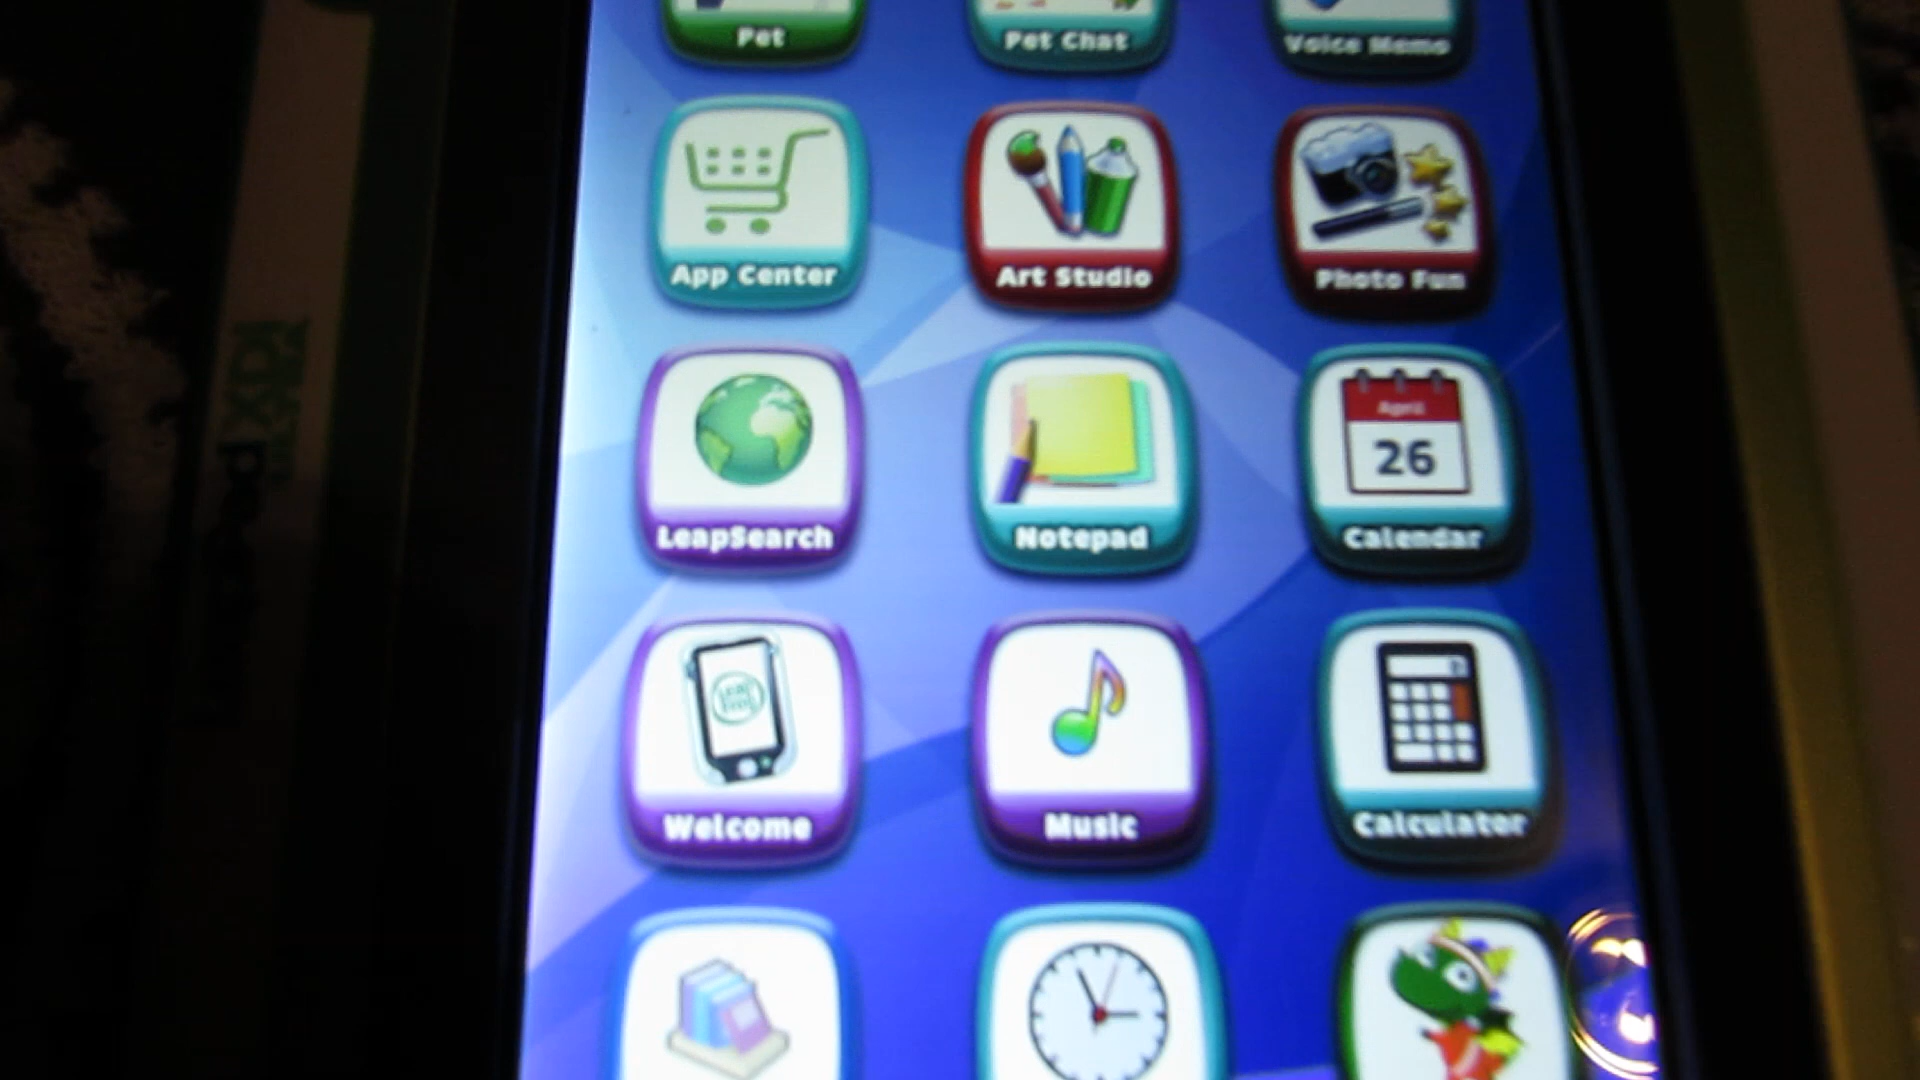 Pet
Pet Chat
Voice Memo
App Center
Art Studio
Photo Fun
LeapSearch
Notepad
April
26
Calendar
Welcome
Music
Calculator